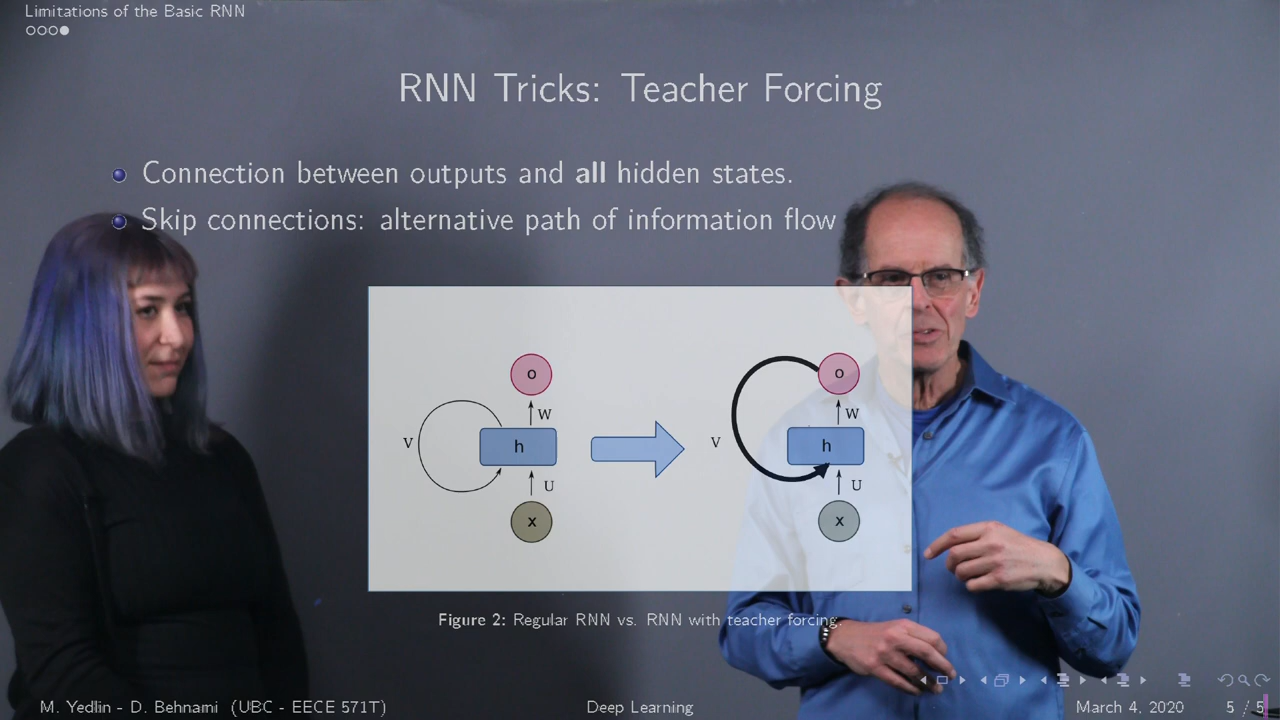 Limitations of the Basic RNN
RNN Tricks: Teacher Forcing
Connection between outputs and all hidden states.
Skip connections: alternative path of information flow
o
W
V
h
U
x
o
W
V
h
U
x
Figure 2: Regular RNN vs. RNN with teacher forcing.
M. Yedlin - D. Behnami (UBC - EECE 571T)
Deep Learning
March 4, 2020
5 / 5